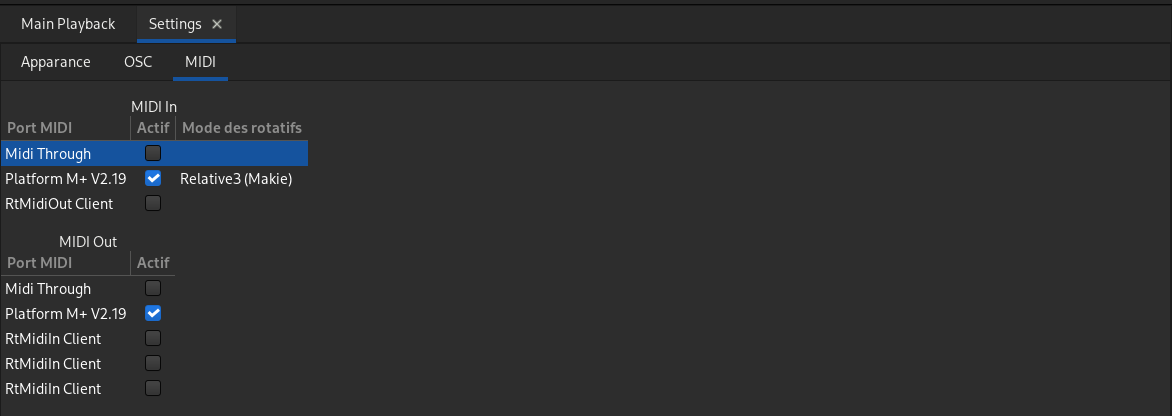 Main Playback Settings ×
Apparance OSC MIDI
MIDI In
Port MIDI Actif Mode des rotatifs
Midi Through
Platform M+ V2.19 Relative3 (Makie)
RtMidiOut Client
MIDI Out
Port MIDI Actif
Midi Through
Platform M+ V2.19
RtMidiIn Client
RtMidiIn Client
RtMidiIn Client